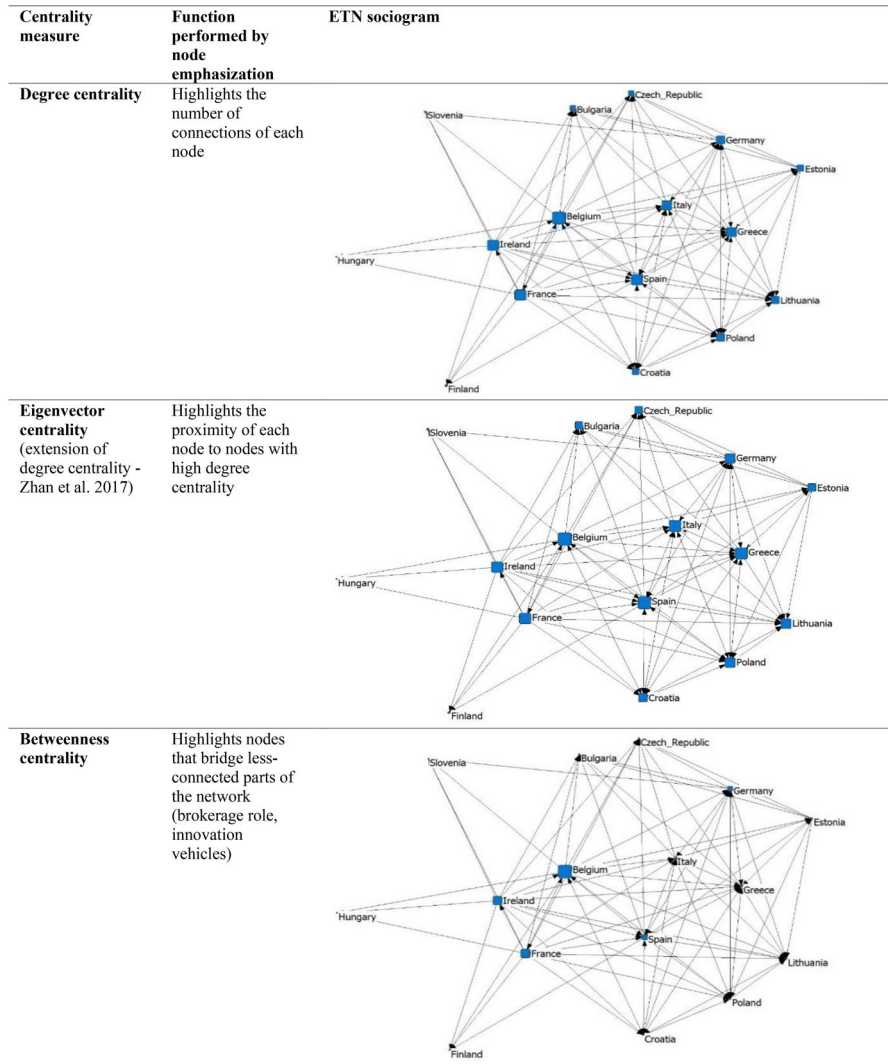 Centrality
measure
Function
performed by
node
emphasization
ETN sociogram
Degree centrality
Highlights the
number of
connections of each
node
Slovenia
Bulgaria
Czech_Republic
Germany
Estonia
Italy
Belgium
Greece
Ireland
Hungary
Spain
France
Lithuania
Poland
Croatia
Finland
Eigenvector
centrality
(extension of
degree centrality -
Zhan et al. 2017)
Highlights the
proximity of each
node to nodes with
high degree
centrality
Slovenia
Bulgaria
Czech_Republic
Germany
Estonia
Italy
Belgium
Greece
Ireland
Hungary
Spain
France
Lithuania
Poland
Croatia
Finland
Betweenness
centrality
Highlights nodes
that bridge less-
connected parts of
the network
(brokerage role,
innovation
vehicles)
Slovenia
Bulgaria
Czech_Republic
Germany
Estonia
Italy
Belgium
Greece
Ireland
Hungary
Spain
France
Lithuania
Poland
Croatia
Finland